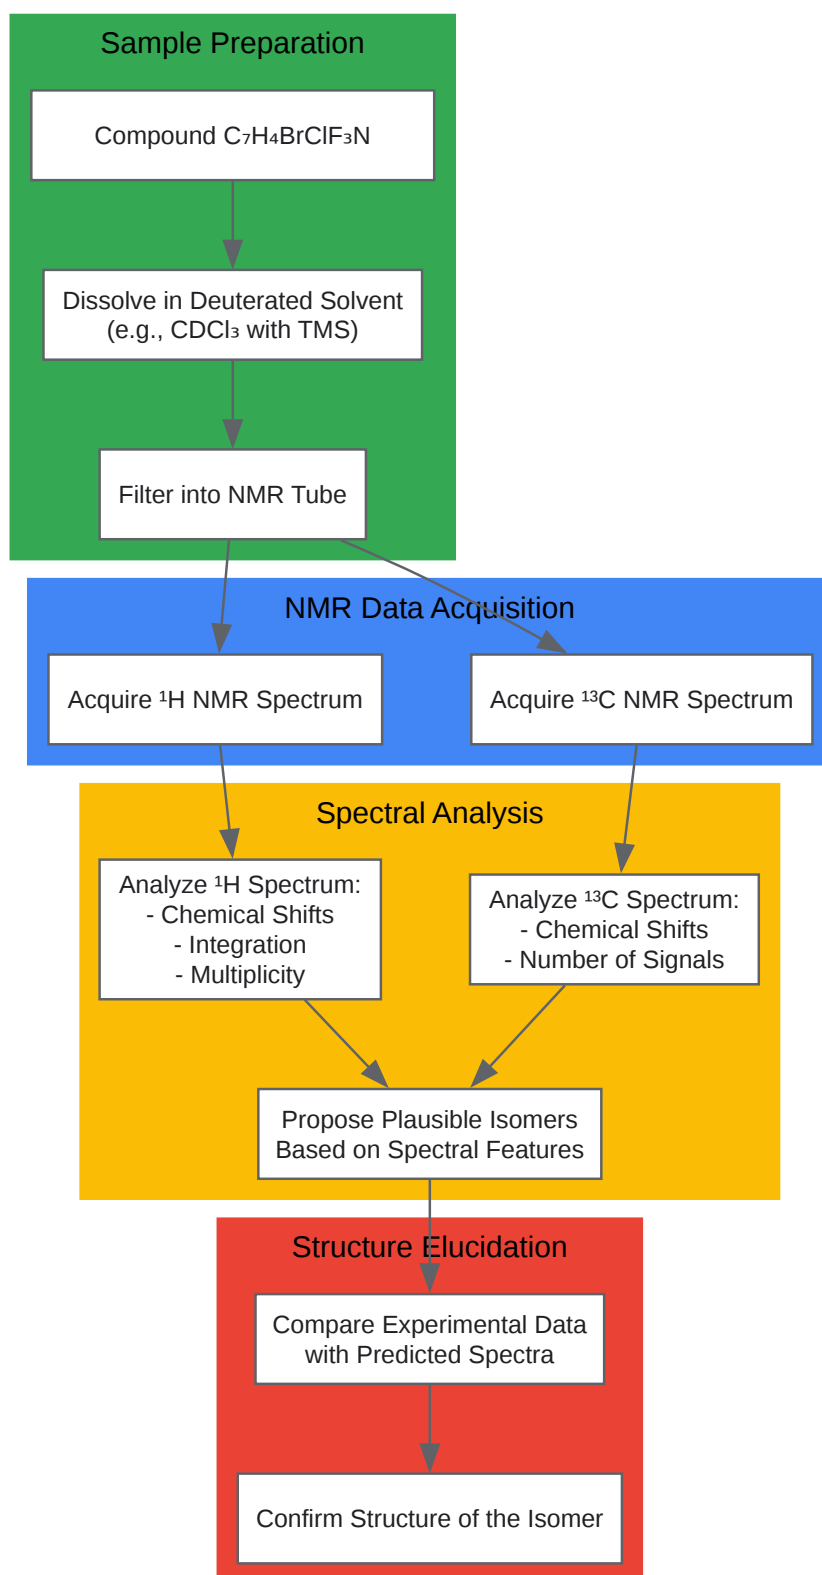 Sample Preparation
Compound C₇H₄BrClF₃N
Dissolve in Deuterated Solvent
(e.g., CDCl₃ with TMS)
Filter into NMR Tube
NMR Data Acquisition
Acquire ¹H NMR Spectrum
Acquire ¹³C NMR Spectrum
Spectral Analysis
Analyze ¹H Spectrum:
- Chemical Shifts
- Integration
- Multiplicity
Analyze ¹³C Spectrum:
- Chemical Shifts
- Number of Signals
Propose Plausible Isomers
Based on Spectral Features
Structure Elucidation
Compare Experimental Data
with Predicted Spectra
Confirm Structure of the Isomer